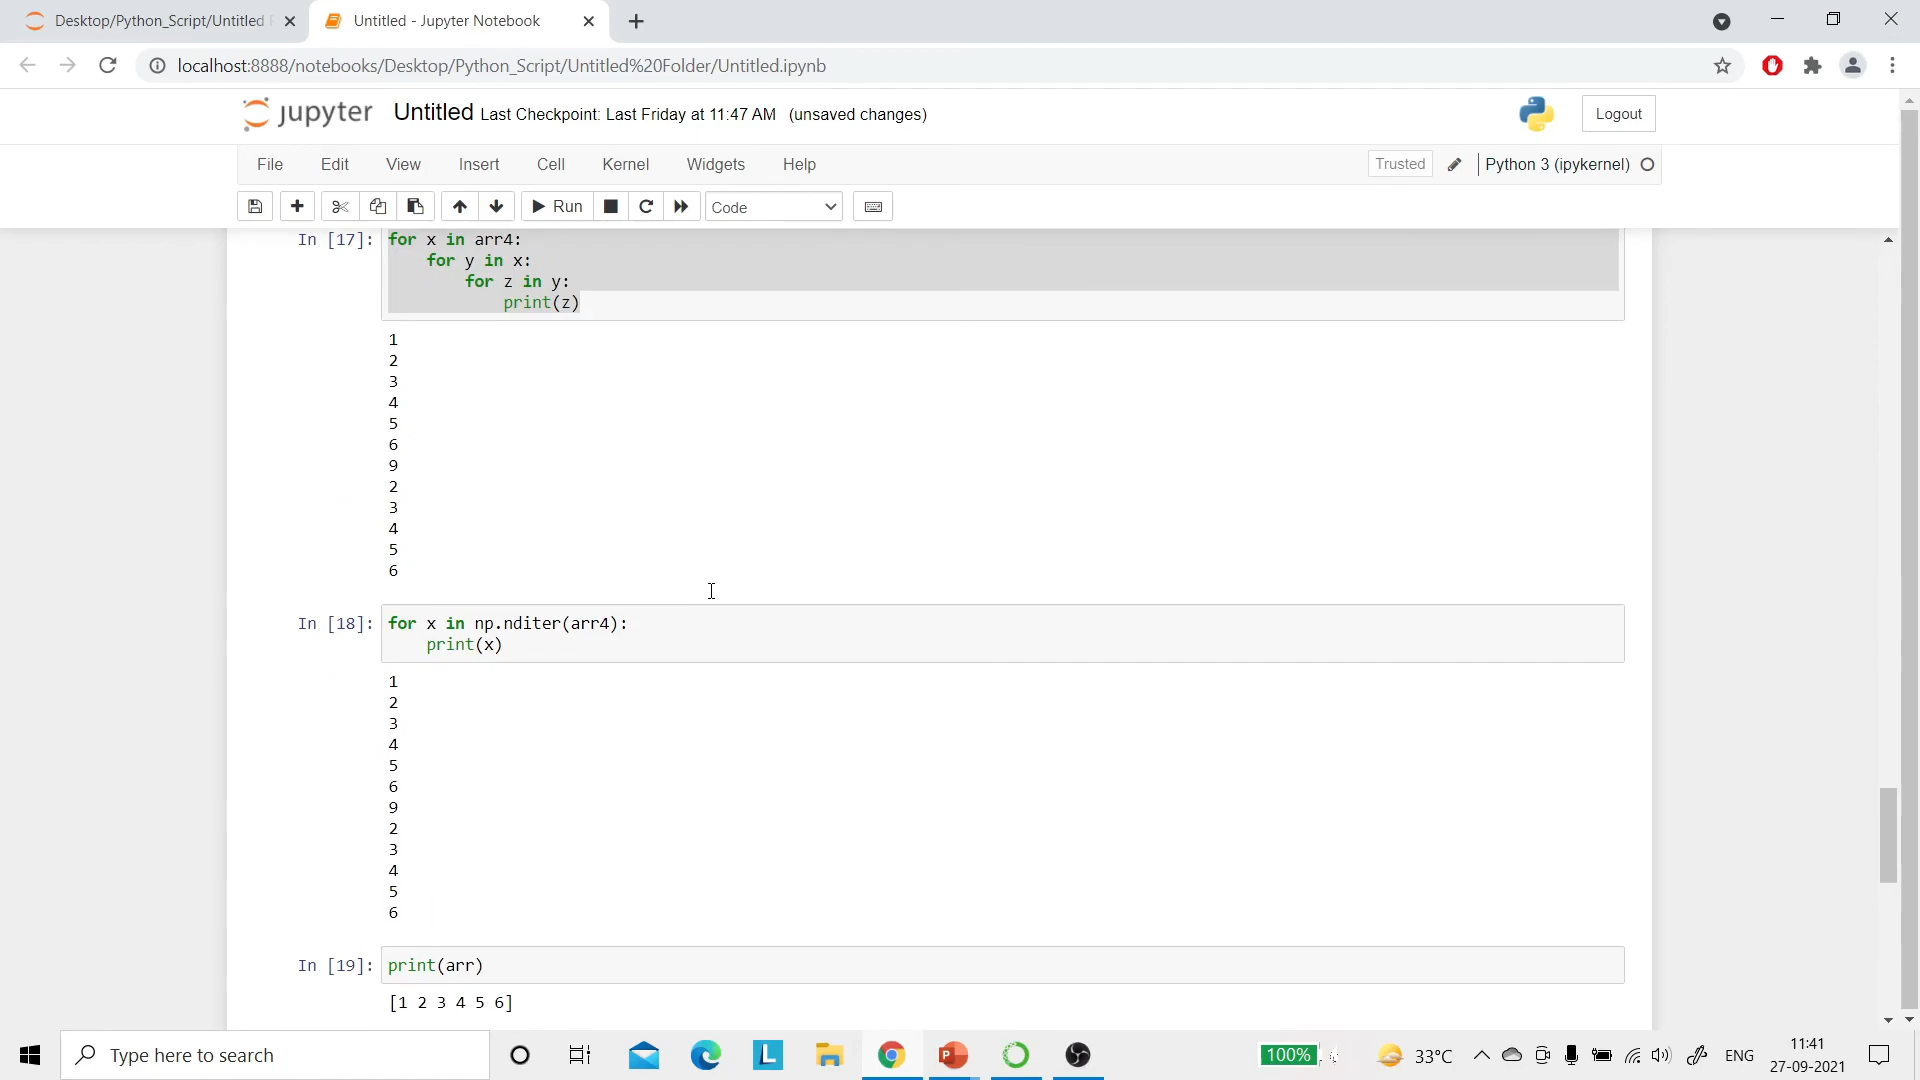 Desktop/Python_Script/Untitled
Untitled - Jupyter Notebook
localhost:8888/notebooks/Desktop/Python_Script/Untitled%20Folder/Untitled.ipynb
jupyter Untitled Last Checkpoint: Last Friday at 11:47 AM (unsaved changes)
Logout
File Edit View Insert Cell Kernel Widgets Help
Trusted Python 3 (ipykernel)
Run Code
In [17]: for x in arr4:
for y in x:
for z in y:
print(z)
1
2
3
4
5
6
9
2
3
4
5
6
In [18]: for x in np.nditer(arr4):
print(x)
1
2
3
4
5
6
9
2
3
4
5
6
In [19]: print(arr)
[1 2 3 4 5 6]
Type here to search
L
P
100%
33°C
ENG
11:41
27-09-2021